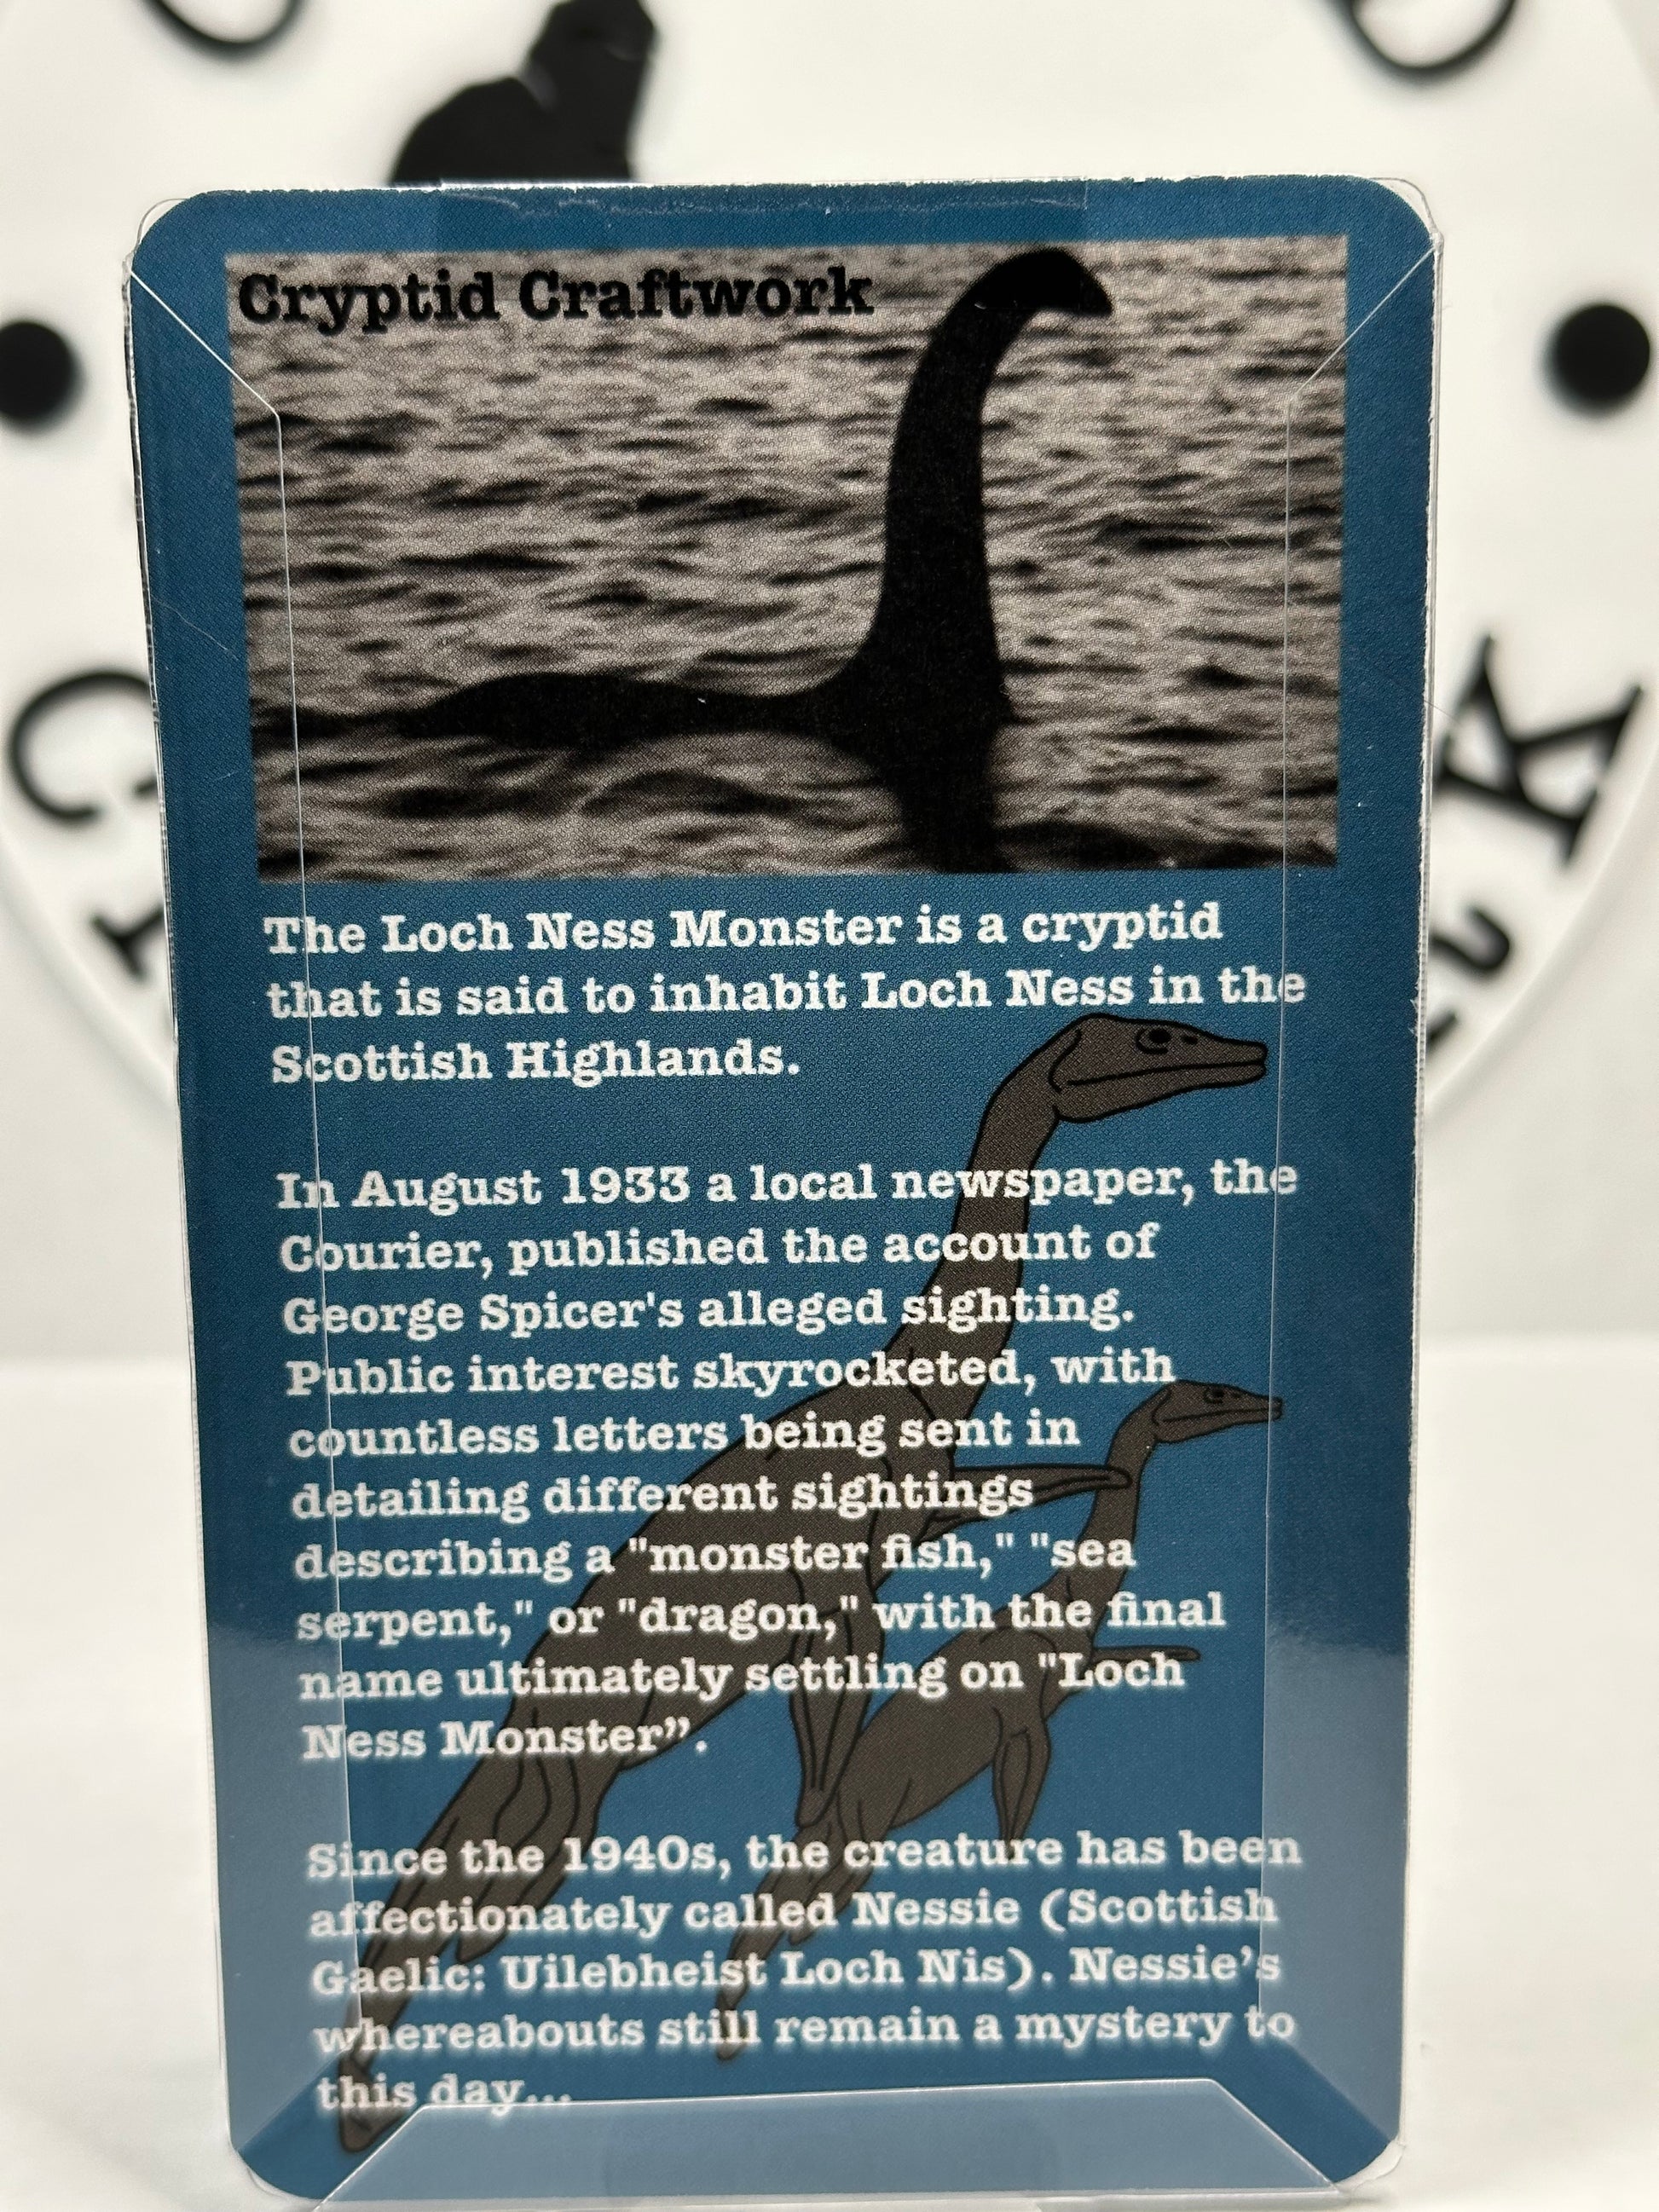 Cryptid Craftwork
The Loch Ness Monster is a cryptid
that is said to inhabit Loch Ness in the
Scottish Highlands.
In August 1933 a local newspaper, the
Courier, published the account of
George Spicer's alleged sighting.
Public interest skyrocketed, with
countless letters being sent in
detailing different sightings
describing a "monster fish," "sea
serpent," or "dragon," with the final
name ultimately settling on "Loch
Ness Monster”.
Since the 1940s, the creature has been
affectionately called Nessie (Scottish
Gaelic: Uilebheist Loch Nis). Nessie’s
whereabouts still remain a mystery to
this day...